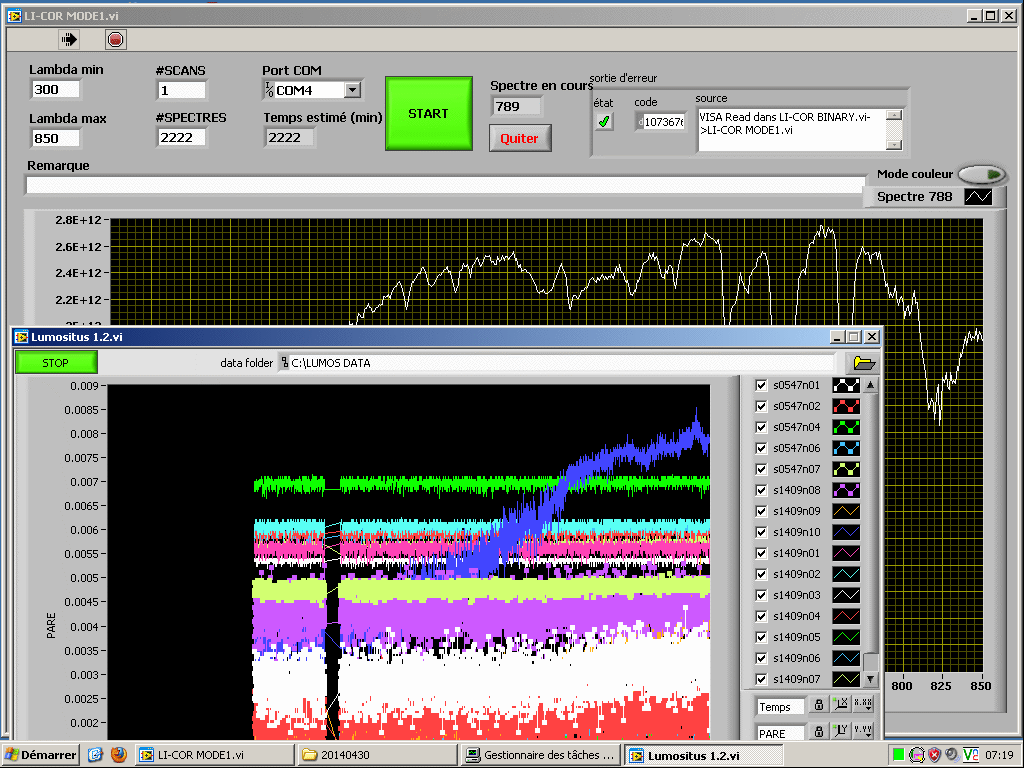 LI-COR MODE1.vi
Lambda min
300
Lambda max
850
#SCANS
1
#SPECTRES
2222
Port COM
COM4
Temps estimé (min)
2222
START
Spectre en cours
789
Quiter
sortie d'erreur
état
code
1073676
source
VISA Read dans LI-COR BINARY.vi-
>LI-COR MODE1.vi
Remarque
Mode couleur
Spectre 788
2.8E+12
2.6E+12
2.4E+12
2.2E+12
800 825 850
Lumositus 1.2.vi
STOP
data folder
C:\LUMOS DATA
0.009
0.0085
0.008
0.0075
0.007
0.0065
0.006
0.0055
0.005
0.0045
0.004
0.0035
0.003
0.0025
0.002
PARE
s0547n01
s0547n02
s0547n04
s0547n06
s0547n07
s1409n08
s1409n09
s1409n10
s1409n01
s1409n02
s1409n03
s1409n04
s1409n05
s1409n06
s1409n07
Temps
X.XX
PARE
Y.YY
Démarrer
LI-COR MODE1.vi
20140430
Gestionnaire des tâches ...
Lumositus 1.2.vi
07:19